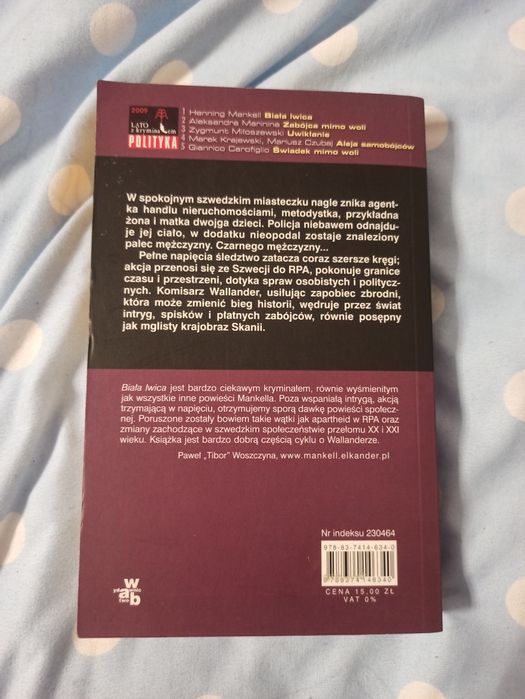 2009
LATO
z kryminałem
POLITYKA
1 Henning Mankell Biała lwica
2 Aleksandra Marinina Zabójca mimo woli
3 Zygmunt Miłoszewski Uwikłanie
4 Marek Krajewski, Mariusz Czubaj Aleja samobójców
5 Gianrico Carofiglio Świadek mimo woli
W spokojnym szwedzkim miasteczku nagle znika agent-
ka handlu nieruchomościami, metodystka, przykładna
żona i matka dwojga dzieci. Policja niebawem odnajdu-
je jej ciało, w dodatku nieopodal zostaje znaleziony
palec mężczyzny. Czarnego mężczyzny...
Pełne napięcia śledztwo zatacza coraz szersze kręgi;
akcja przenosi się ze Szwecji do RPA, pokonuje granice
czasu i przestrzeni, dotyka spraw osobistych i politycz-
nych. Komisarz Wallander, usiłując zapobiec zbrodni,
która może zmienić bieg historii, wędruje przez świat
intryg, spisków i płatnych zabójców, równie posępny
jak mglisty krajobraz Skanii.
Biała lwica jest bardzo ciekawym kryminałem, równie wyśmienitym
jak wszystkie inne powieści Mankella. Poza wspaniałą intrygą, akcją
trzymającą w napięciu, otrzymujemy sporą dawkę powieści społecz-
nej. Poruszone zostały bowiem takie wątki jak apartheid w RPA oraz
zmiany zachodzące w szwedzkim społeczeństwie przełomu XX i XXI
wieku. Książka jest bardzo dobrą częścią cyklu o Wallanderze.
Paweł „Tibor” Woszczyna, www.mankell.elkander.pl
Nr indeksu 230464
978-83-7414-634-0
9 788374 146340
CENA 15,00 ZŁ
VAT 0%
wydawnictwo
w
a b